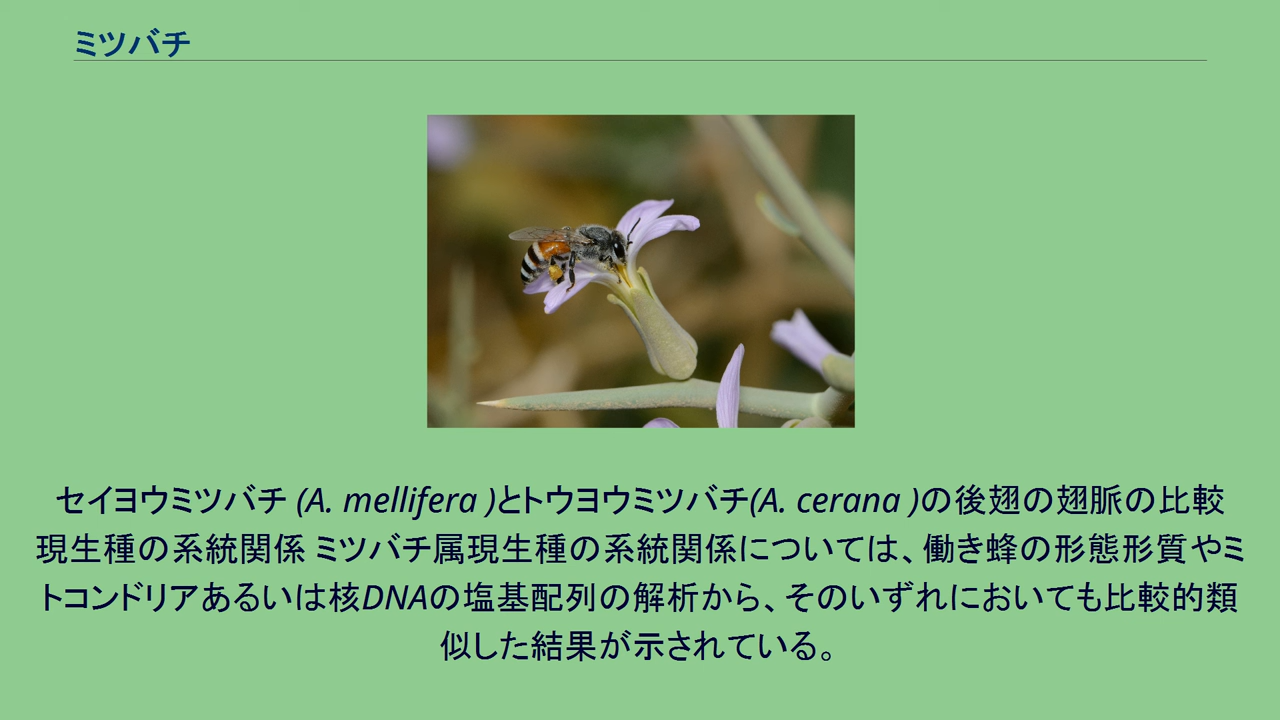 ミツバチ
セイヨウミツバチ (A. mellifera )とトウヨウミツバチ(A. cerana )の後翅の翅脈の比較
現生種の系統関係 ミツバチ属現生種の系統関係については、働き蜂の形態形質やミ
トコンドリアあるいは核DNAの塩基配列の解析から、そのいずれにおいても比較的類
似した結果が示されている。